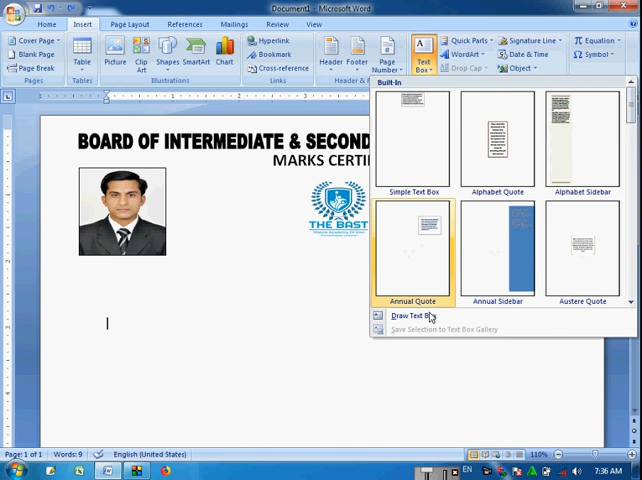 Document1 - Microsoft Word
Home Insert Page Layout References Mailings Review View
Cover Page
Blank Page
Page Break
Pages
Table
Tables
Picture Clip Art Shapes SmartArt Chart
Illustrations
Hyperlink
Bookmark
Cross-reference
Links
Header Footer Page Number
Header & F
Text Box
Quick Parts
WordArt
Drop Cap
Signature Line
Date & Time
Object
Equation
Symbol
Built-In
Simple Text Box Alphabet Quote Alphabet Sidebar
Annual Quote Annual Sidebar Austere Quote
Draw Text Box
Save Selection to Text Box Gallery
BOARD OF INTERMEDIATE & SECOND
MARKS CERTI
THE BAST
Page: 1 of 1 Words: 9 English (United States) 110%
EN 7:36 AM